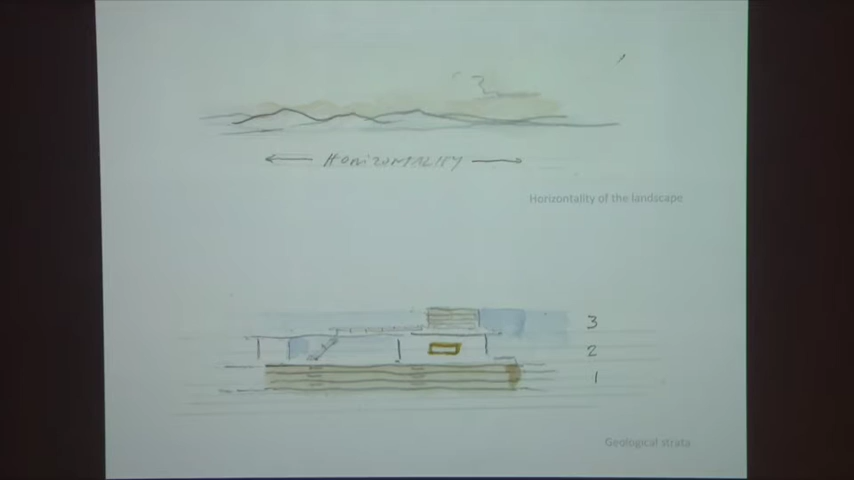 HORIZONTALITY
Horizontality of the landscape
3
2
1
Geological strata